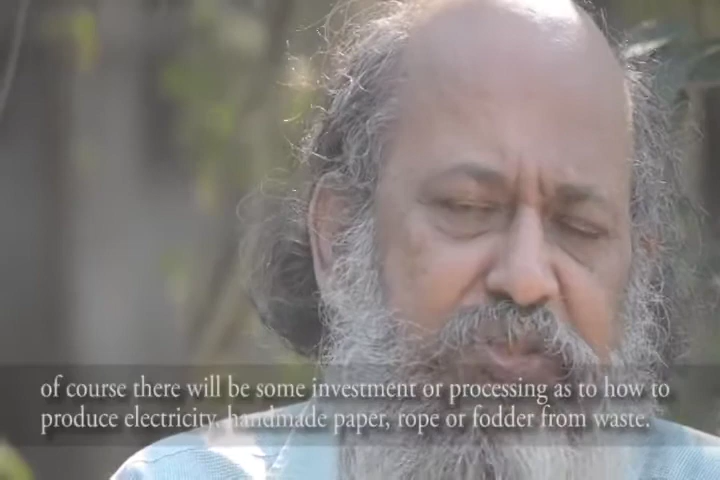 of course there will be some investment or processing as to how to
produce electricity, handmade paper, rope or fodder from waste.